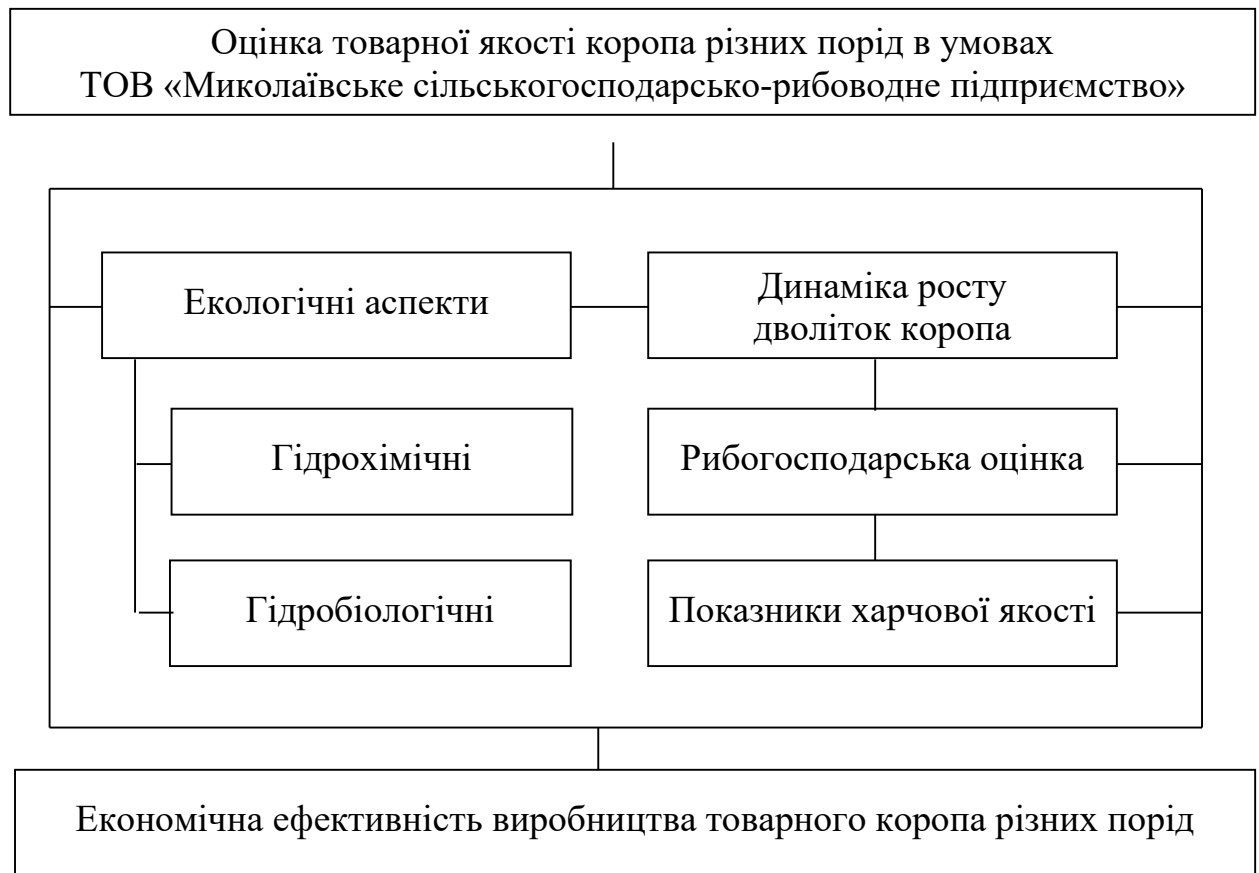 Оцінка товарної якості коропа різних порід в умовах
ТОВ «Миколаївське сільськогосподарсько-рибоводне підприємство»
Екологічні аспекти
Динаміка росту
дволіток коропа
Гідрохімічні
Рибогосподарська оцінка
Гідробіологічні
Показники харчової якості
Економічна ефективність виробництва товарного коропа різних порід